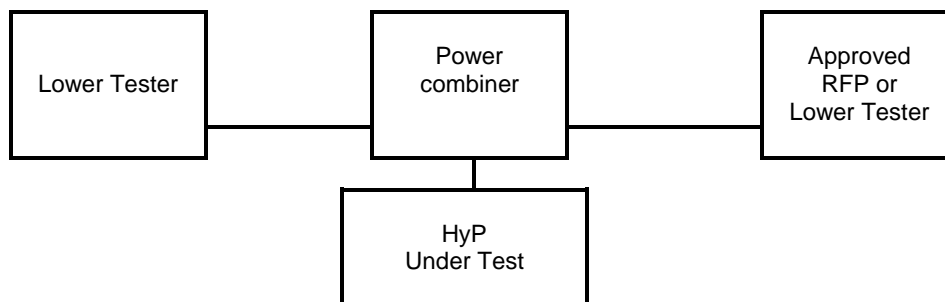 Lower Tester
Power
combiner
Approved
RFP or
Lower Tester
HyP
Under Test